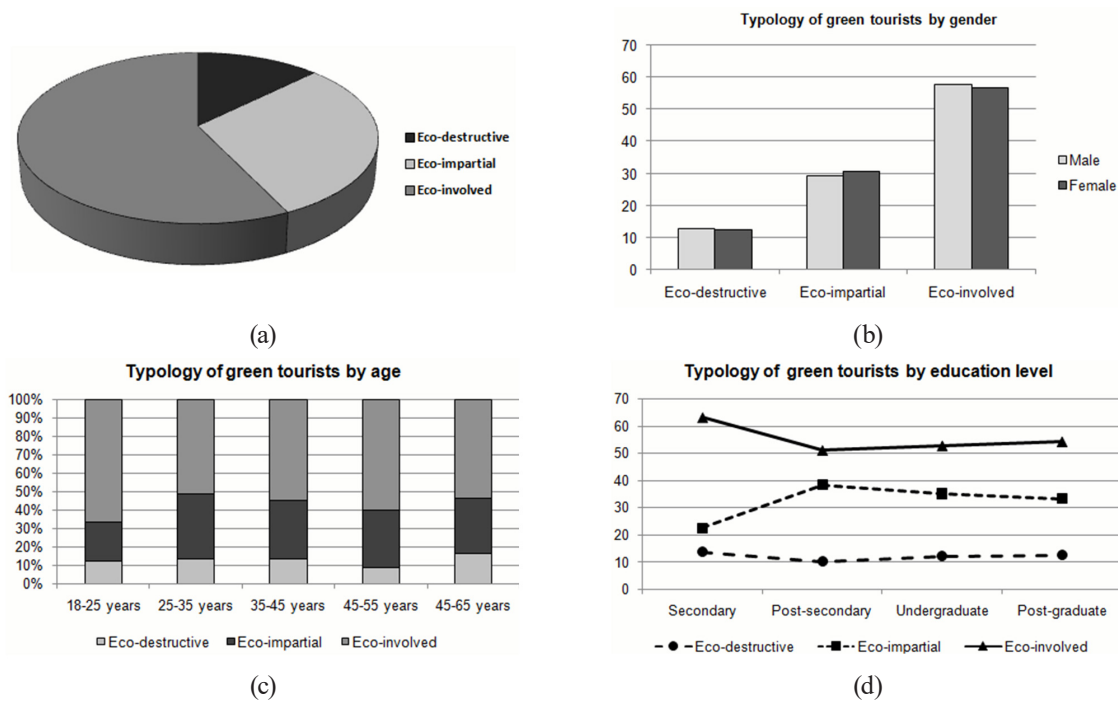 Eco-destructive
Eco-impartial
Eco-involved
(a)
Typology of green tourists by gender
70
60
50
40
30
20
10
0
Eco-destructive Eco-impartial Eco-involved
Male
Female
(b)
Typology of green tourists by age
100%
90%
80%
70%
60%
50%
40%
30%
20%
10%
0%
18-25 years 25-35 years 35-45 years 45-55 years 45-65 years
Eco-destructive Eco-impartial Eco-involved
(c)
Typology of green tourists by education level
70
60
50
40
30
20
10
0
Secondary Post-secondary Undergraduate Post-graduate
Eco-destructive Eco-impartial Eco-involved
(d)